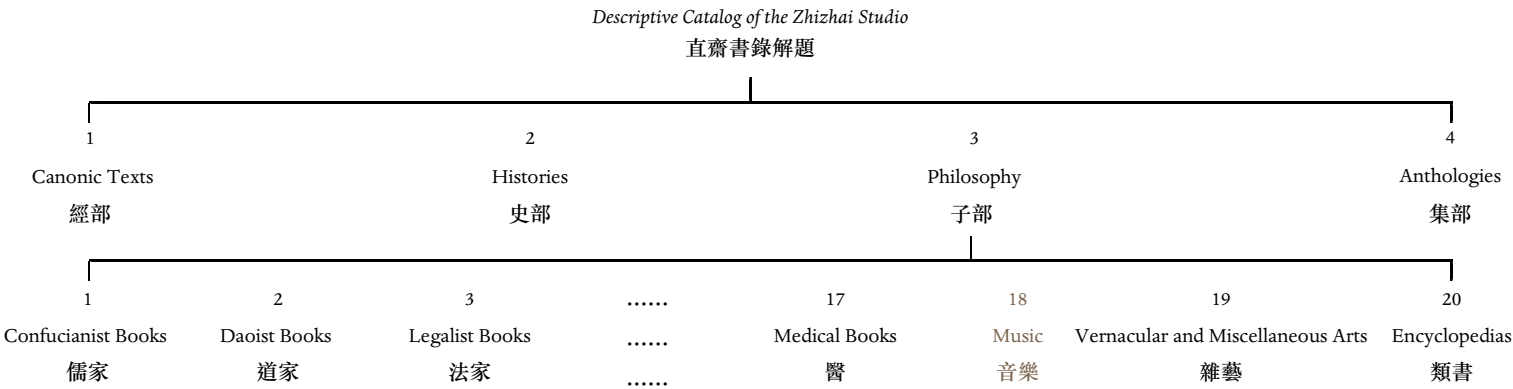 Descriptive Catalog of the Zhizhai Studio
直齋書錄解題
1 2 3 4
Canonic Texts Histories Philosophy Anthologies
經部 史部 子部 集部
1 2 3 ...... 17 18 19 20
Confucianist Books Daoist Books Legalist Books ...... Medical Books Music Vernacular and Miscellaneous Arts Encyclopedias
儒家 道家 法家 ...... 醫 音樂 雜藝 類書